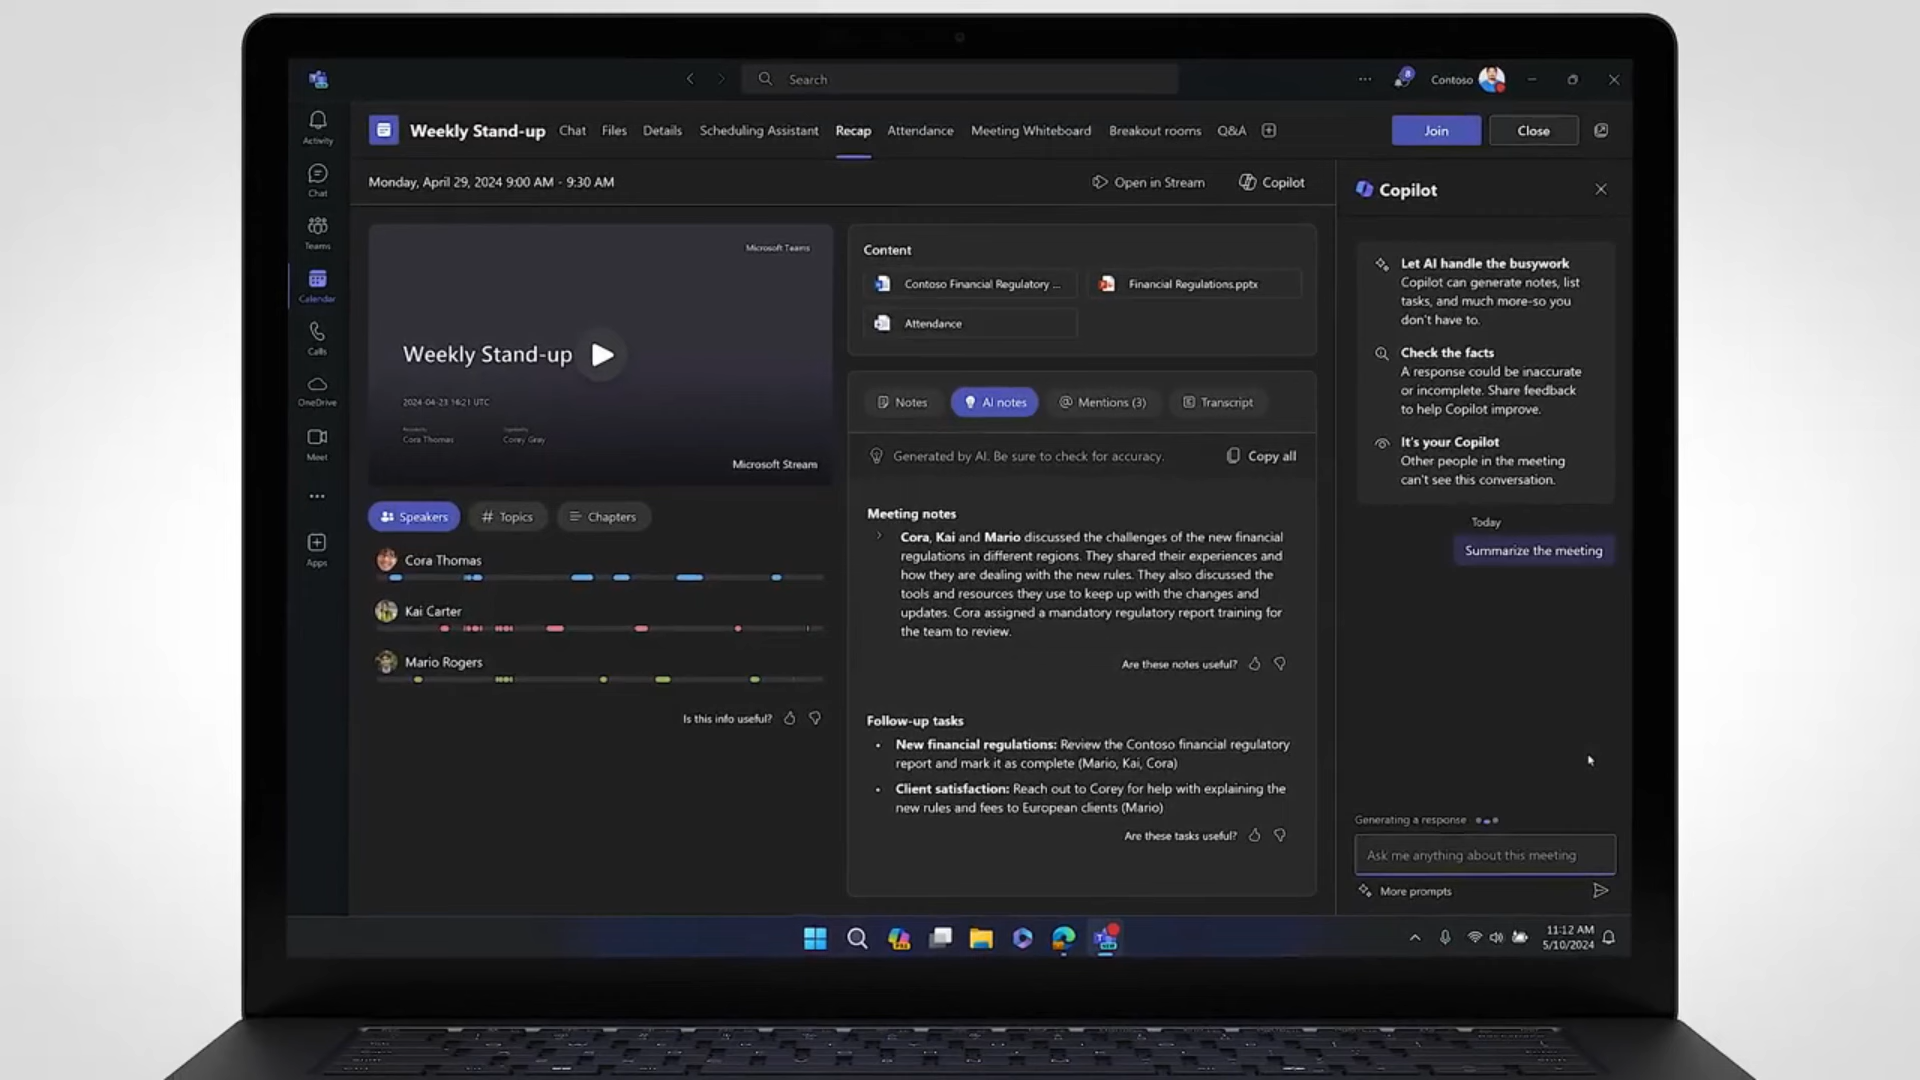 Search
8
Contoso
Weekly Stand-up
Chat
Files
Details
Scheduling Assistant
Recap
Attendance
Meeting Whiteboard
Breakout rooms
Q&A
Join
Close
Activity
Chat
Teams
Calendar
Calls
OneDrive
Meet
Apps
Monday, April 29, 2024 9:00 AM - 9:30 AM
Open in Stream
Copilot
Microsoft Teams
Weekly Stand-up
2024-04-23 16:21 UTC
Cora Thomas
Corey Gray
Microsoft Stream
Speakers
# Topics
Chapters
Cora Thomas
Kai Carter
Mario Rogers
Is this info useful?
Content
Contoso Financial Regulatory ...
Financial Regulations.pptx
Attendance
Notes
AI notes
Mentions (3)
Transcript
Generated by AI. Be sure to check for accuracy.
Copy all
Meeting notes
Cora, Kai and Mario discussed the challenges of the new financial
regulations in different regions. They shared their experiences and
how they are dealing with the new rules. They also discussed the
tools and resources they use to keep up with the changes and
updates. Cora assigned a mandatory regulatory report training for
the team to review.
Are these notes useful?
Follow-up tasks
• New financial regulations: Review the Contoso financial regulatory
report and mark it as complete (Mario, Kai, Cora)
• Client satisfaction: Reach out to Corey for help with explaining the
new rules and fees to European clients (Mario)
Are these tasks useful?
Copilot
Let AI handle the busywork
Copilot can generate notes, list
tasks, and much more-so you
don't have to.
Check the facts
A response could be inaccurate
or incomplete. Share feedback
to help Copilot improve.
It's your Copilot
Other people in the meeting
can't see this conversation.
Today
Summarize the meeting
Generating a response
Ask me anything about this meeting
More prompts
11:12 AM
5/10/2024